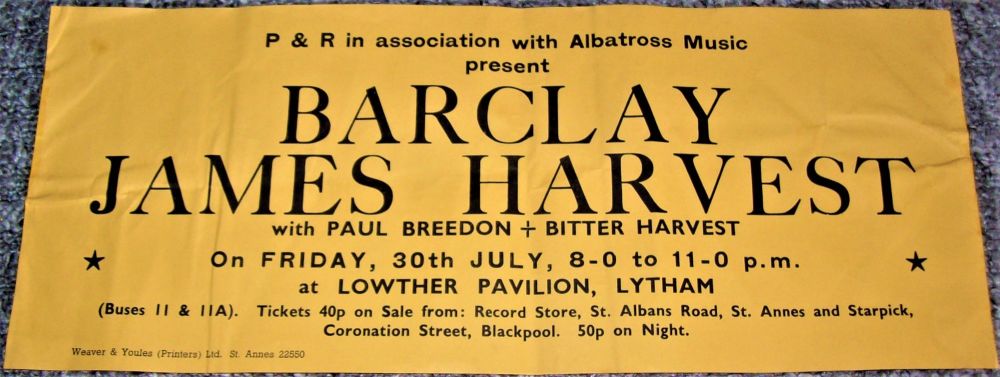 P & R in association with Albatross Music
present
BARCLAY
JAMES HARVEST
with PAUL BREEDON + BITTER HARVEST
★ On FRIDAY, 30th JULY, 8-0 to 11-0 p.m. ★
at LOWTHER PAVILION, LYTHAM
(Buses 11 & 11A). Tickets 40p on Sale from: Record Store, St. Albans Road, St. Annes and Starpick,
Coronation Street, Blackpool. 50p on Night.
Weaver & Youles (Printers) Ltd. St. Annes 22550